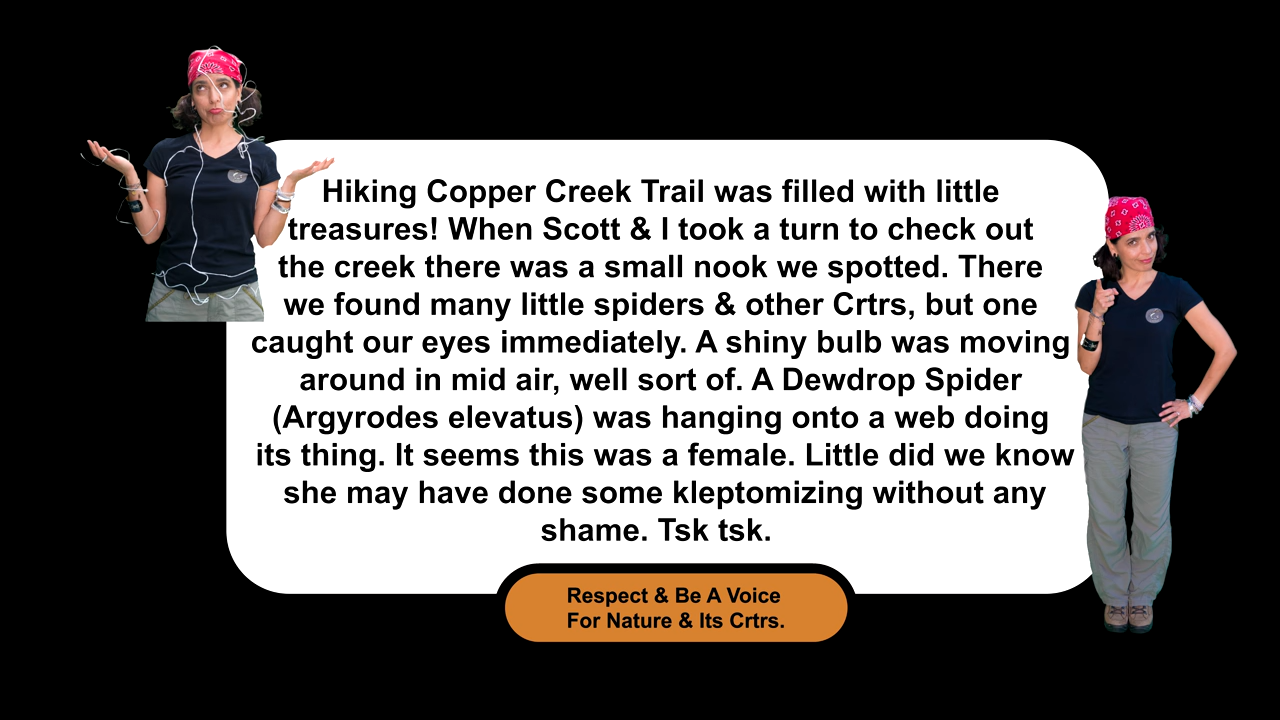 Hiking Copper Creek Trail was filled with little
treasures! When Scott & I took a turn to check out
the creek there was a small nook we spotted. There
we found many little spiders & other Crtrs, but one
caught our eyes immediately. A shiny bulb was moving
around in mid air, well sort of. A Dewdrop Spider
(Argyrodes elevatus) was hanging onto a web doing
its thing. It seems this was a female. Little did we know
she may have done some kleptomizing without any
shame. Tsk tsk.
Respect & Be A Voice
For Nature & Its Crtrs.